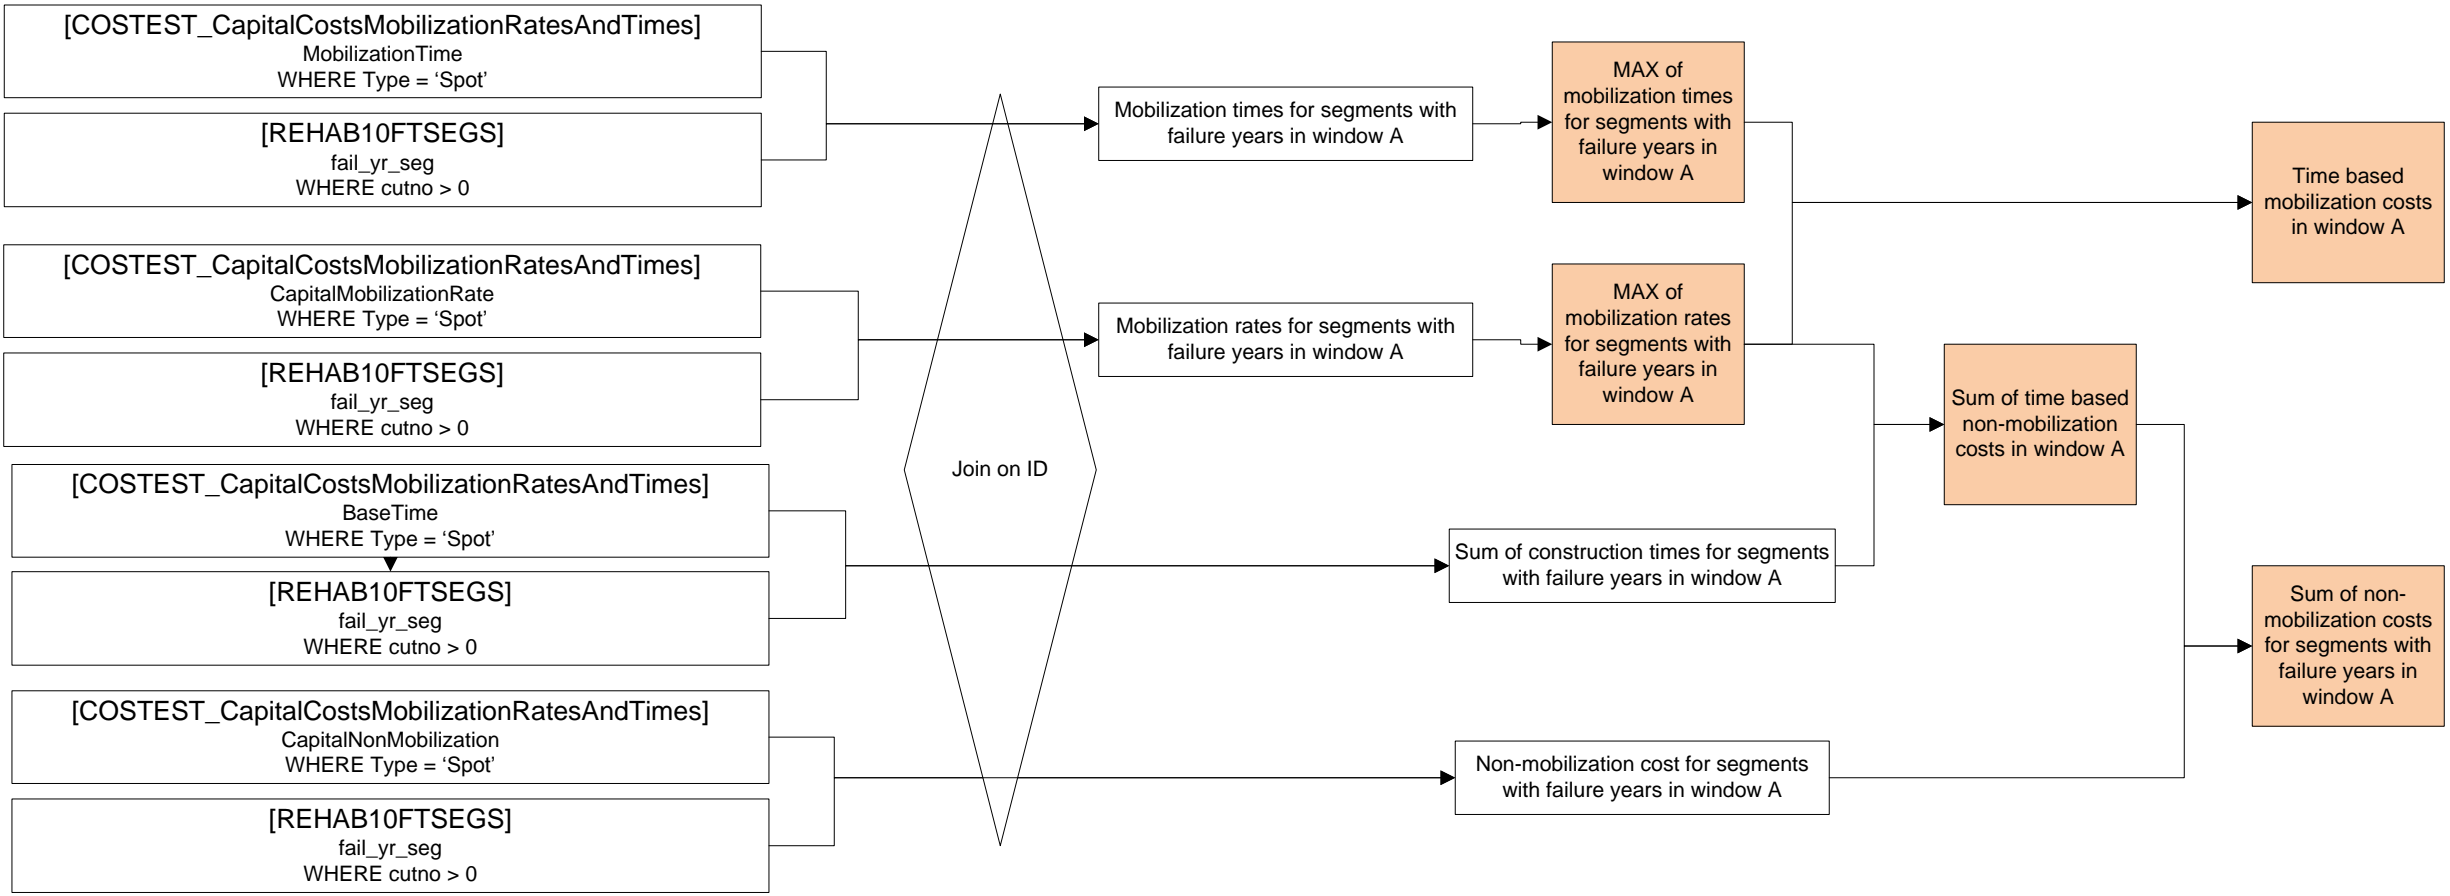 [COSTEST_CapitalCostsMobilizationRatesAndTimes]
MobilizationTime
WHERE Type = ‘Spot’
[REHAB10FTSEGS]
fail_yr_seg
WHERE cutno > 0
[COSTEST_CapitalCostsMobilizationRatesAndTimes]
CapitalMobilizationRate
WHERE Type = ‘Spot’
[REHAB10FTSEGS]
fail_yr_seg
WHERE cutno > 0
[COSTEST_CapitalCostsMobilizationRatesAndTimes]
BaseTime
WHERE Type = ‘Spot’
[REHAB10FTSEGS]
fail_yr_seg
WHERE cutno > 0
[COSTEST_CapitalCostsMobilizationRatesAndTimes]
CapitalNonMobilization
WHERE Type = ‘Spot’
[REHAB10FTSEGS]
fail_yr_seg
WHERE cutno > 0
Join on ID
Mobilization times for segments with
failure years in window A
Mobilization rates for segments with
failure years in window A
Sum of construction times for segments
with failure years in window A
Non-mobilization cost for segments
with failure years in window A
MAX of
mobilization times
for segments with
failure years in
window A
MAX of
mobilization rates
for segments with
failure years in
window A
Sum of time based
non-mobilization
costs in window A
Time based
mobilization costs
in window A
Sum of non-
mobilization costs
for segments with
failure years in
window A